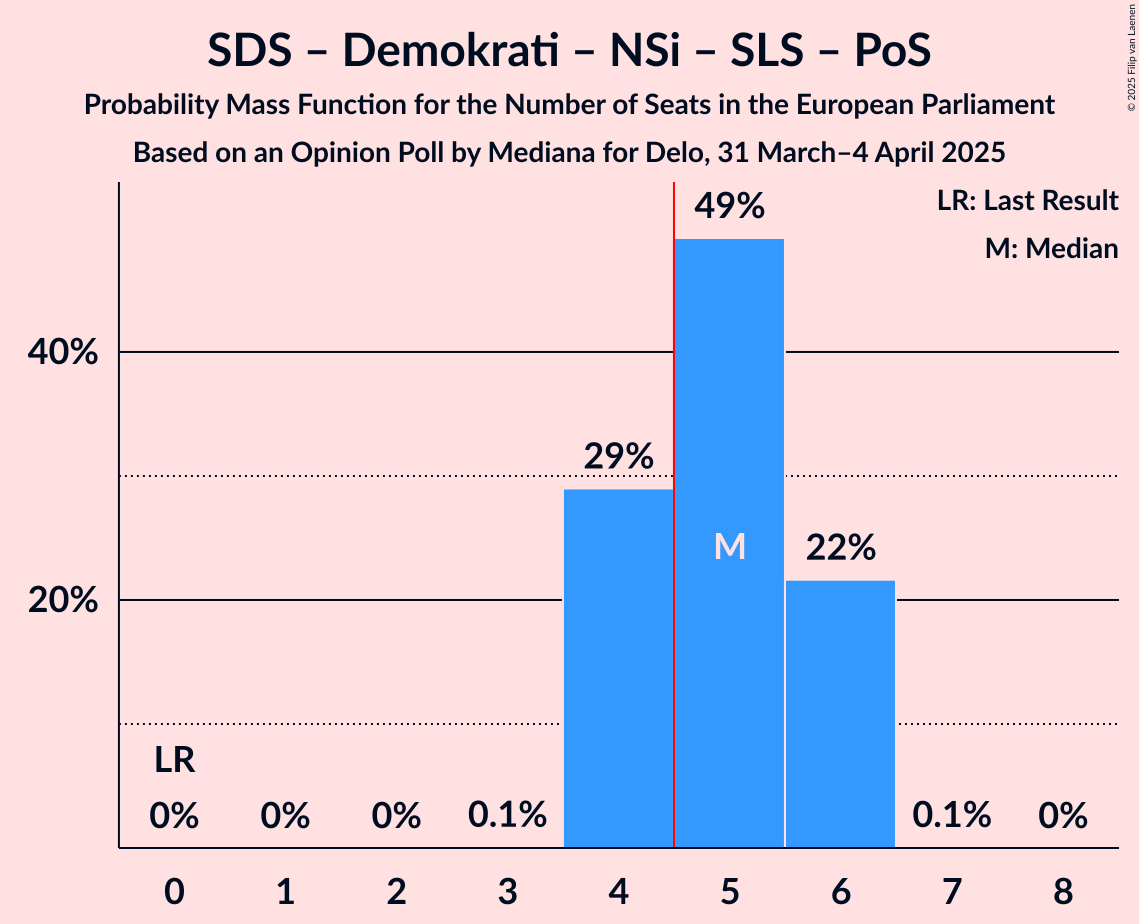 SDS – Demokrati – NSi – SLS – PoS
Probability Mass Function for the Number of Seats in the European Parliament
Based on an Opinion Poll by Mediana for Delo, 31 March–4 April 2025
© 2025 Filip van Laenen
LR: Last Result
M: Median
49%
40%
29%
M
22%
20%
LR
0%
0%
0%
0.1%
0.1%
0%
0
1
2
3
4
5
6
7
8